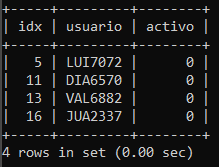 +-----+---------+--------+
| idx | usuario | activo |
+-----+---------+--------+
|   5 | LUI7072 |      0 |
|  11 | DIA6570 |      0 |
|  13 | VAL6882 |      0 |
|  16 | JUA2337 |      0 |
+-----+---------+--------+
4 rows in set (0.00 sec)